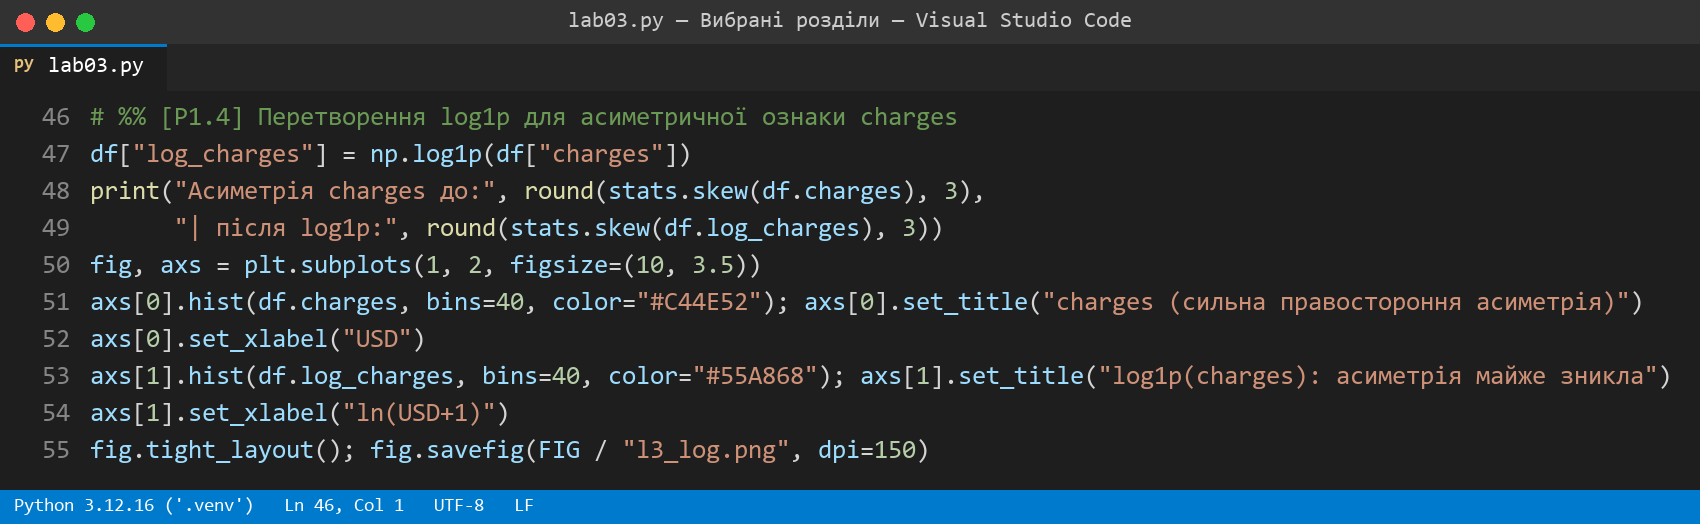 lab03.py — Вибрані розділи — Visual Studio Code
py lab03.py
46 # %% [P1.4] Перетворення log1p для асиметричної ознаки charges
47 df["log_charges"] = np.log1p(df["charges"])
48 print("Асиметрія charges до:", round(stats.skew(df.charges), 3),
49       "| після log1p:", round(stats.skew(df.log_charges), 3))
50 fig, axs = plt.subplots(1, 2, figsize=(10, 3.5))
51 axs[0].hist(df.charges, bins=40, color="#C44E52"); axs[0].set_title("charges (сильна правостороння асиметрія)")
52 axs[0].set_xlabel("USD")
53 axs[1].hist(df.log_charges, bins=40, color="#55A868"); axs[1].set_title("log1p(charges): асиметрія майже зникла")
54 axs[1].set_xlabel("ln(USD+1)")
55 fig.tight_layout(); fig.savefig(FIG / "l3_log.png", dpi=150)
Python 3.12.16 ('.venv') Ln 46, Col 1 UTF-8 LF